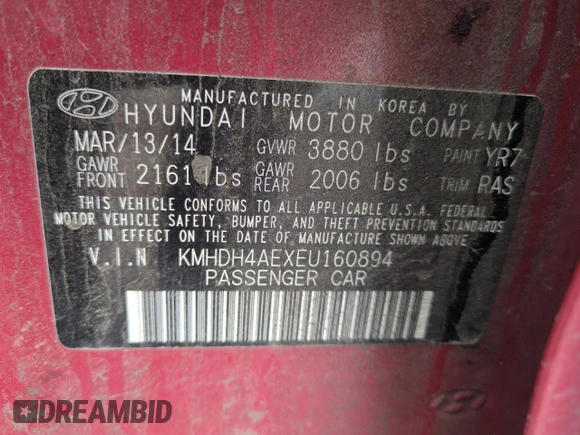 MANUFACTURED IN KOREA BY
HYUNDAI MOTOR COMPANY
MAR/13/14 GVWR 3880 lbs PAINT YR7
GAWR FRONT 2161 lbs GAWR REAR 2006 lbs TRIM RAS
THIS VEHICLE CONFORMS TO ALL APPLICABLE U.S.A. FEDERAL
MOTOR VEHICLE SAFETY, BUMPER, AND THEFT PREVENTION STANDARDS
IN EFFECT ON THE DATE OF MANUFACTURE SHOWN ABOVE.
V.I.N KMHDH4AEXEU160894
PASSENGER CAR
DREAMBID